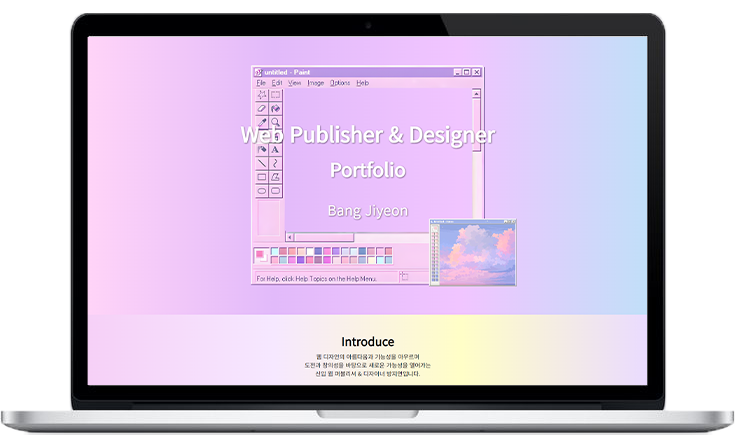 untitled - Paint
File Edit View Image Options Help
Web Publisher & Designer
Portfolio
Bang Jiyeon
For Help, click Help Topics on the Help Menu.
Introduce
웹 디자인의 아름다움과 기능성을 아우르며
도전과 창의성을 바탕으로 새로운 가능성을 열어가는
신입 웹 퍼블리셔 & 디자이너 방지연입니다.